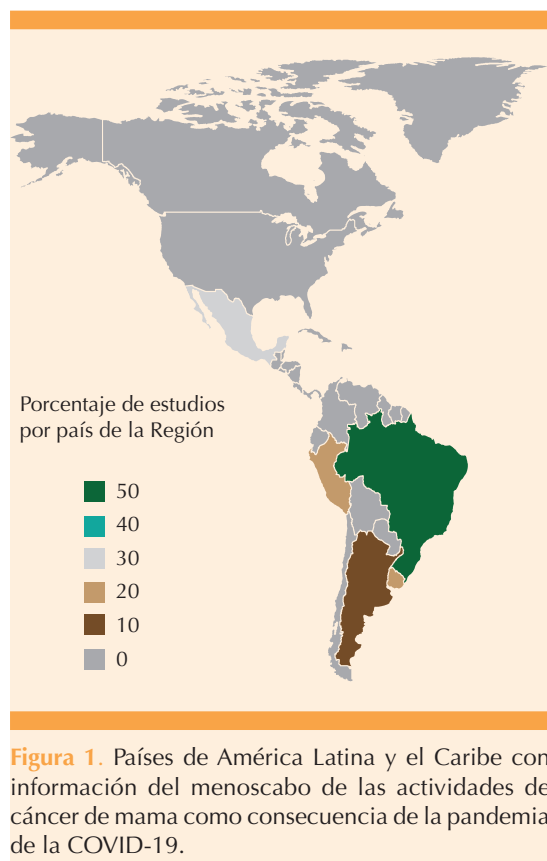 Porcentaje de estudios
por país de la Región
50
40
30
20
10
0
Figura 1. Países de América Latina y el Caribe con
información del menoscabo de las actividades de
cáncer de mama como consecuencia de la pandemia
de la COVID-19.